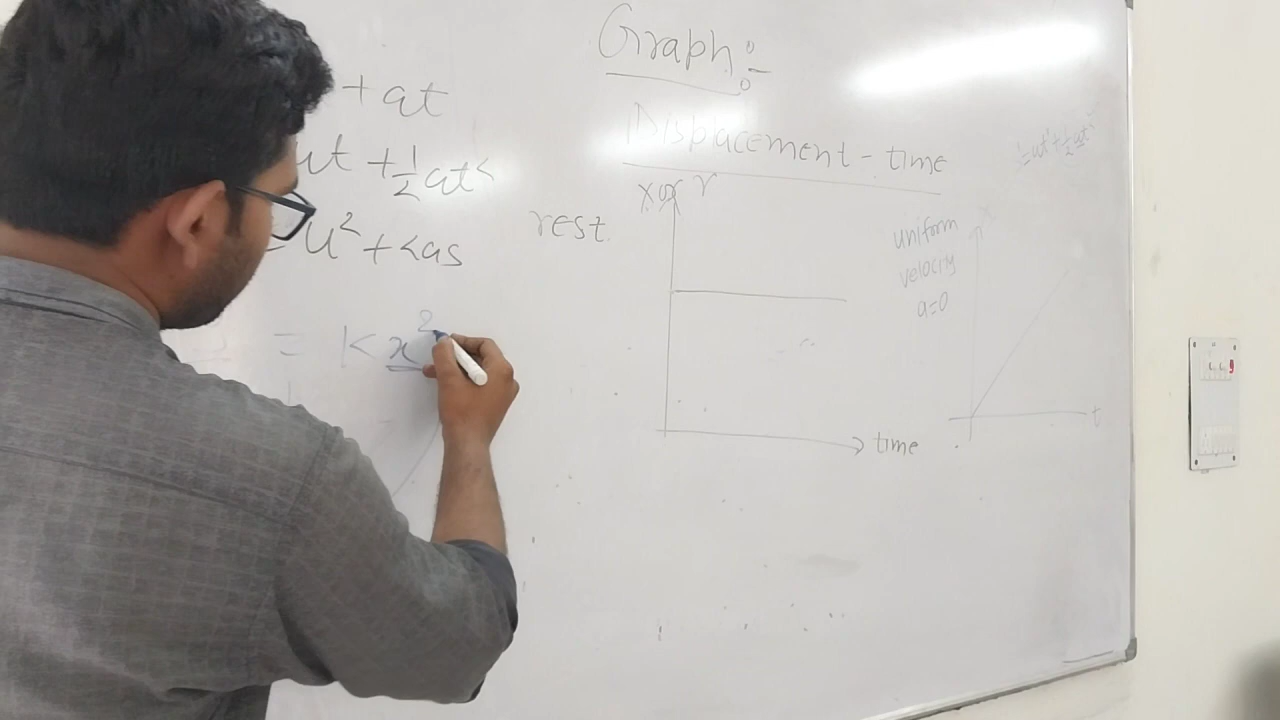 + at
ut + 1/2 at²
= u² + 2as
= Kx²
Graph:-
Displacement - time
x or r
rest.
time
uniform
velocity
a=0
t